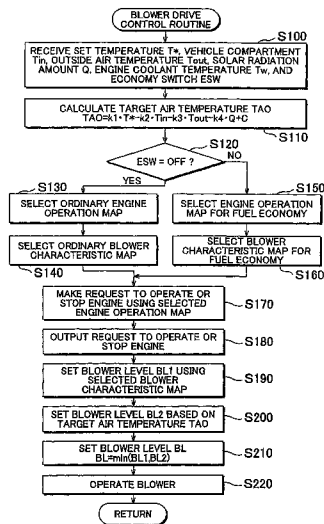 BLOWER DRIVE
CONTROL ROUTINE
S100
RECEIVE SET TEMPERATURE T*, VEHICLE COMPARTMENT
Tin, OUTSIDE AIR TEMPERATURE Tout, SOLAR RADIATION
AMOUNT Q, ENGINE COOLANT TEMPERATURE Tw, AND
ECONOMY SWITCH ESW
CALCULATE TARGET AIR TEMPERATURE TAO
TAO=k1·T*-k2·Tin-k3·Tout-k4·Q+C
S110
S120
ESW = OFF ?
NO
YES
S130
SELECT ORDINARY ENGINE
OPERATION MAP
S150
SELECT ENGINE OPERATION
MAP FOR FUEL ECONOMY
SELECT ORDINARY BLOWER
CHARACTERISTIC MAP
S140
SELECT BLOWER
CHARACTERISTIC MAP FOR
FUEL ECONOMY
S160
MAKE REQUEST TO OPERATE OR
STOP ENGINE USING SELECTED
ENGINE OPERATION MAP
S170
OUTPUT REQUEST TO OPERATE OR
STOP ENGINE
S180
SET BLOWER LEVEL BL1 USING
SELECTED BLOWER
CHARACTERISTIC MAP
S190
SET BLOWER LEVEL BL2 BASED ON
TARGET AIR TEMPERATURE TAO
S200
SET BLOWER LEVEL BL
BL=min(BL1,BL2)
S210
OPERATE BLOWER
S220
RETURN